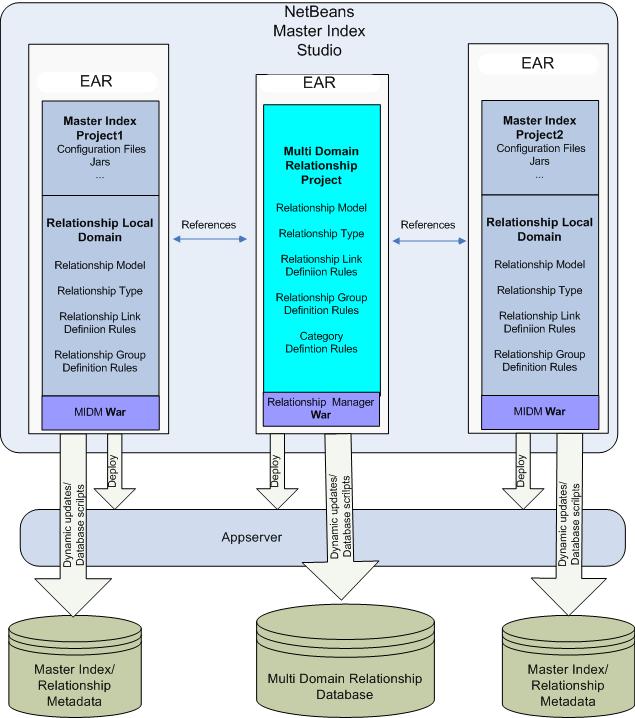 NetBeans
Master Index
Studio
EAR
Master Index
Project1
Configuration Files
Jars
...
Relationship Local
Domain
Relationship Model
Relationship Type
Relationship Link
Definiion Rules
Relationship Group
Definition Rules
MIDM War
References
EAR
Multi Domain
Relationship
Project
Relationship Model
Relationship Type
Relationship Link
Definiion Rules
Relationship Group
Definition Rules
Category
Defintion Rules
Relationship Manager
War
References
EAR
Master Index
Project2
Configuration Files
Jars
...
Relationship Local
Domain
Relationship Model
Relationship Type
Relationship Link
Definiion Rules
Relationship Group
Definition Rules
MIDM War
Dynamic updates/
Database scrilpts
Deploy
Deploy
Dynamic updates/
Database scrilpts
Deploy
Dynamic updates/
Database scrilpts
Appserver
Master Index/
Relationship
Metadata
Multi Domain Relationship
Database
Master Index/
Relationship
Metadata